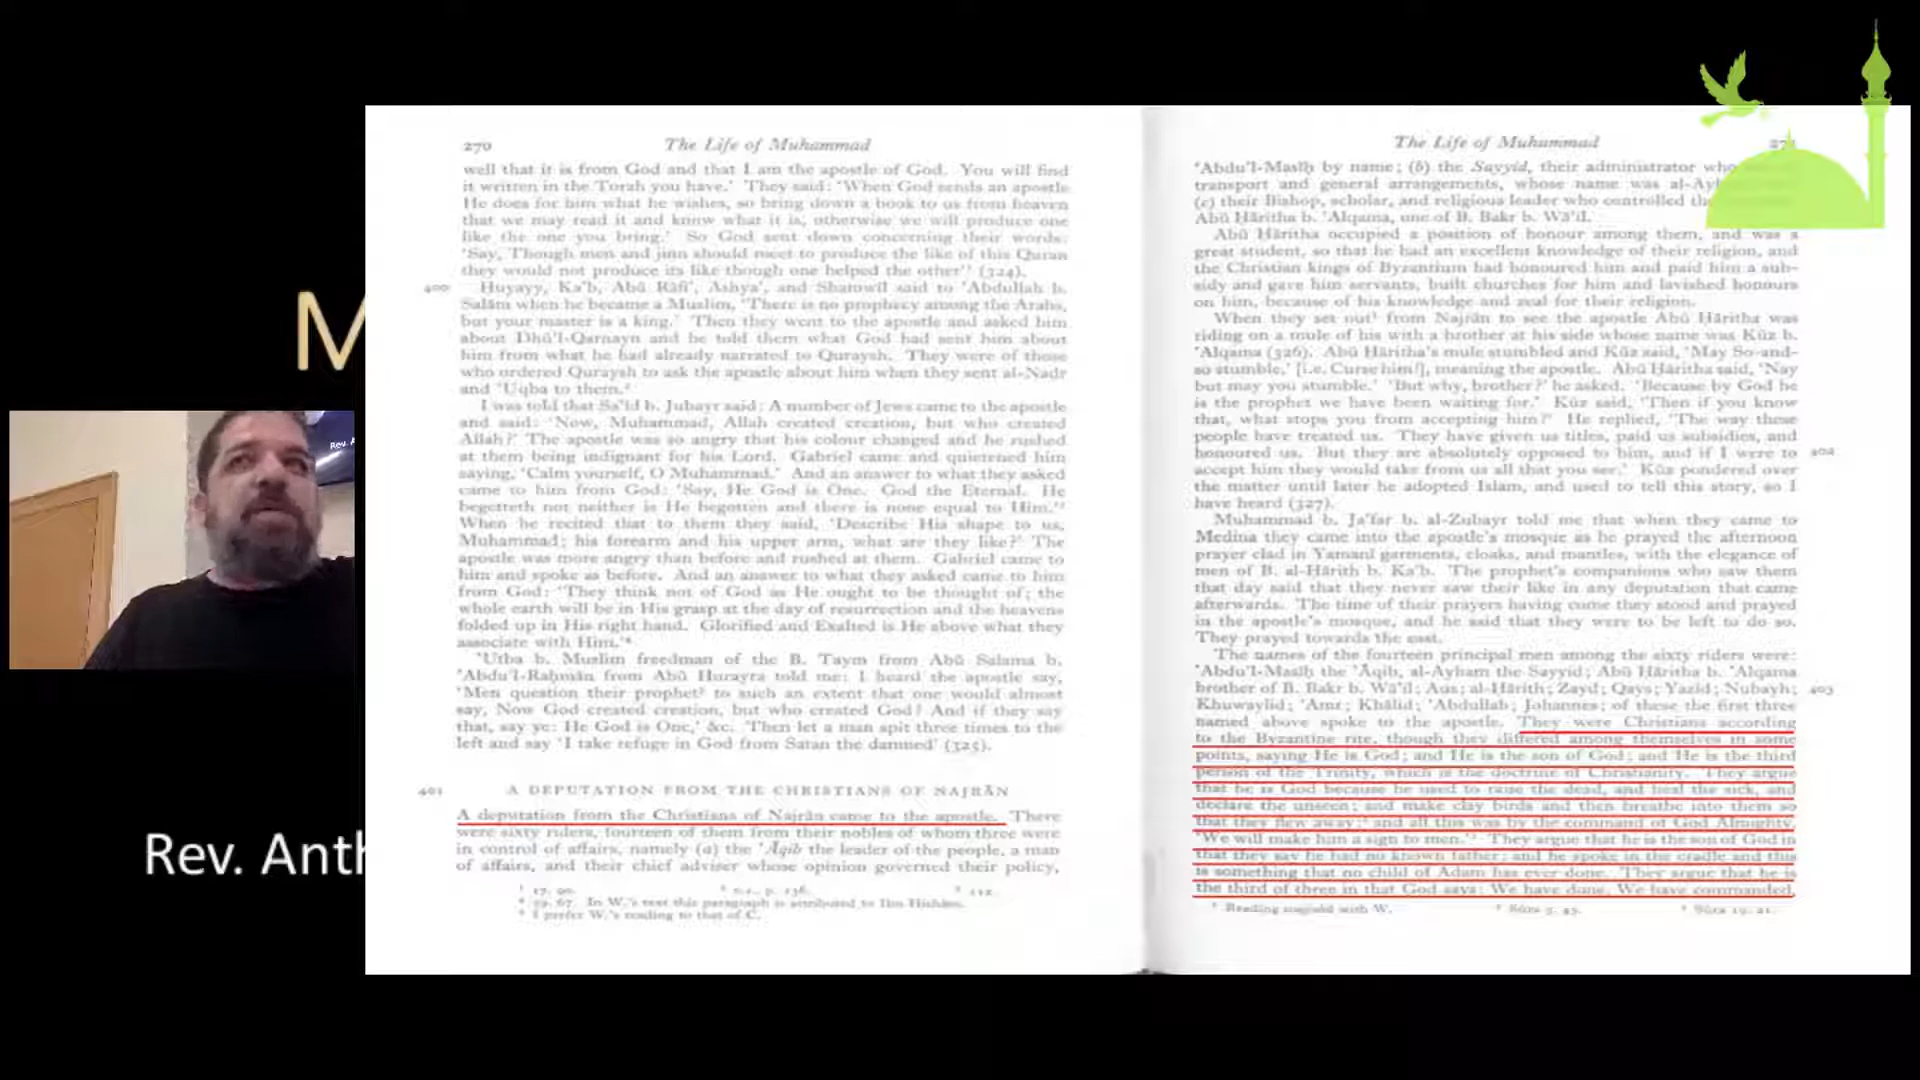 M
Rev. A
Rev. Anth
270
The Life of Muhammad
well that it is from God and that I am the apostle of God. You will find
it written in the Torah you have.' They said: 'When God sends an apostle
He does for him what he wishes, so bring down a book to us from heaven
that we may read it and know what it is, otherwise we will produce one
like the one you bring.' So God sent down concerning their words:
'Say, Though men and jinn should meet to produce the like of this Quran
they would not produce its like though one helped the other'' (324).
400
Huyayy, Ka'b, Abū Rāfi', Ashya', and Shamwīl said to 'Abdullah b.
Salām when he became a Muslim, 'There is no prophecy among the Arabs,
but your master is a king.' Then they went to the apostle and asked him
about Dhū'l-Qarnayn and he told them what God had sent him about
him from what he had already narrated to Quraysh. They were of those
who ordered Quraysh to ask the apostle about him when they sent al-Nadr
and 'Uqba to them.²
I was told that Sa'īd b. Jubayr said: A number of Jews came to the apostle
and said: 'Now, Muhammad, Allah created creation, but who created
Allah?' The apostle was so angry that his colour changed and he rushed
at them being indignant for his Lord. Gabriel came and quietened him
saying, 'Calm yourself, O Muhammad.' And an answer to what they asked
came to him from God: 'Say, He God is One. God the Eternal. He
begetteth not neither is He begotten and there is none equal to Him.'³
When he recited that to them they said, 'Describe His shape to us,
Muhammad; his forearm and his upper arm, what are they like?' The
apostle was more angry than before and rushed at them. Gabriel came to
him and spoke as before. And an answer to what they asked came to him
from God: 'They think not of God as He ought to be thought of; the
whole earth will be in His grasp at the day of resurrection and the heavens
folded up in His right hand. Glorified and Exalted is He above what they
associate with Him.'⁴
'Utba b. Muslim freedman of the B. Taym from Abū Salama b.
'Abdu'l-Raḥmān from Abū Hurayra told me: I heard the apostle say,
'Men question their prophet⁵ to such an extent that one would almost
say, Now God created creation, but who created God? And if they say
that, say ye: He God is One,' &c. Then let a man spit three times to the
left and say 'I take refuge in God from Satan the damned' (325).
401
A DEPUTATION FROM THE CHRISTIANS OF NAJRĀN
A deputation from the Christians of Najrān came to the apostle. There
were sixty riders, fourteen of them from their nobles of whom three were
in control of affairs, namely (a) the 'Āqib the leader of the people, a man
of affairs, and their chief adviser whose opinion governed their policy,
¹ 17. 90. 112.
In W.'s text this paragraph is attributed to Ibn Hishām.
I prefer W.'s reading to that of C.
The Life of Muhammad
'Abdu'l-Masīḥ by name; (b) the Sayyid, their administrator who
transport and general arrangements, whose name was al-Ay
(c) their Bishop, scholar, and religious leader who controlled
Abū Ḥāritha b. 'Alqama, one of B. Bakr b. Wā'il.
Abū Ḥāritha occupied a position of honour among them, and was a
great student, so that he had an excellent knowledge of their religion, and
the Christian kings of Byzantium had honoured him and paid him a sub-
sidy and gave him servants, built churches for him and lavished honours
on him, because of his knowledge and zeal for their religion.
When they set out¹ from Najrān to see the apostle Abū Ḥāritha was
riding on a mule of his with a brother at his side whose name was Kūz b.
'Alqama (326). Abū Ḥāritha's mule stumbled and Kūz said, 'May So-and-
so stumble,' [i.e. Curse him!], meaning the apostle. Abū Ḥāritha said, 'Nay
but may you stumble.' 'But why, brother?' he asked. 'Because by God he
is the prophet we have been waiting for.' Kūz said, 'Then if you know
that, what stops you from accepting him?' He replied, 'The way these
people have treated us. They have given us titles, paid us subsidies, and
honoured us. But they are absolutely opposed to him, and if I were to
402
accept him they would take from us all that you see.' Kūz pondered over
the matter until later he adopted Islam, and used to tell this story, so I
have heard (327).
Muhammad b. Ja'far b. al-Zubayr told me that when they came to
Medina they came into the apostle's mosque as he prayed the afternoon
prayer clad in Yamanī garments, cloaks, and mantles, with the elegance of
men of B. al-Ḥārith b. Ka'b. The prophet's companions who saw them
that day said that they never saw their like in any deputation that came
afterwards. The time of their prayers having come they stood and prayed
in the apostle's mosque, and he said that they were to be left to do so.
They prayed towards the east.
The names of the fourteen principal men among the sixty riders were:
'Abdu'l-Masīḥ the 'Āqib, al-Ayham the Sayyid; Abū Ḥāritha b. 'Alqama
brother of B. Bakr b. Wā'il; Aus; al-Ḥārith; Zayd; Qays; Yazīd; Nubayh;
403
Khuwaylid; 'Amr; Khālid; 'Abdullah; Johannes; of these the first three
named above spoke to the apostle. They were Christians according
to the Byzantine rite, though they differed among themselves in some
points, saying He is God; and He is the son of God; and He is the third
person of the Trinity, which is the doctrine of Christianity. They argue
that he is God because he used to raise the dead, and heal the sick, and
declare the unseen; and make clay birds and then breathe into them so
that they flew away;² and all this was by the command of God Almighty,
'We will make him a sign to men.'³ They argue that he is the son of God in
that they say he had no known father; and he spoke in the cradle and this
is something that no child of Adam has ever done. They argue that he is
the third of three in that God says: We have done, We have commanded,
¹ Reading with W. Sūra 19. 21.